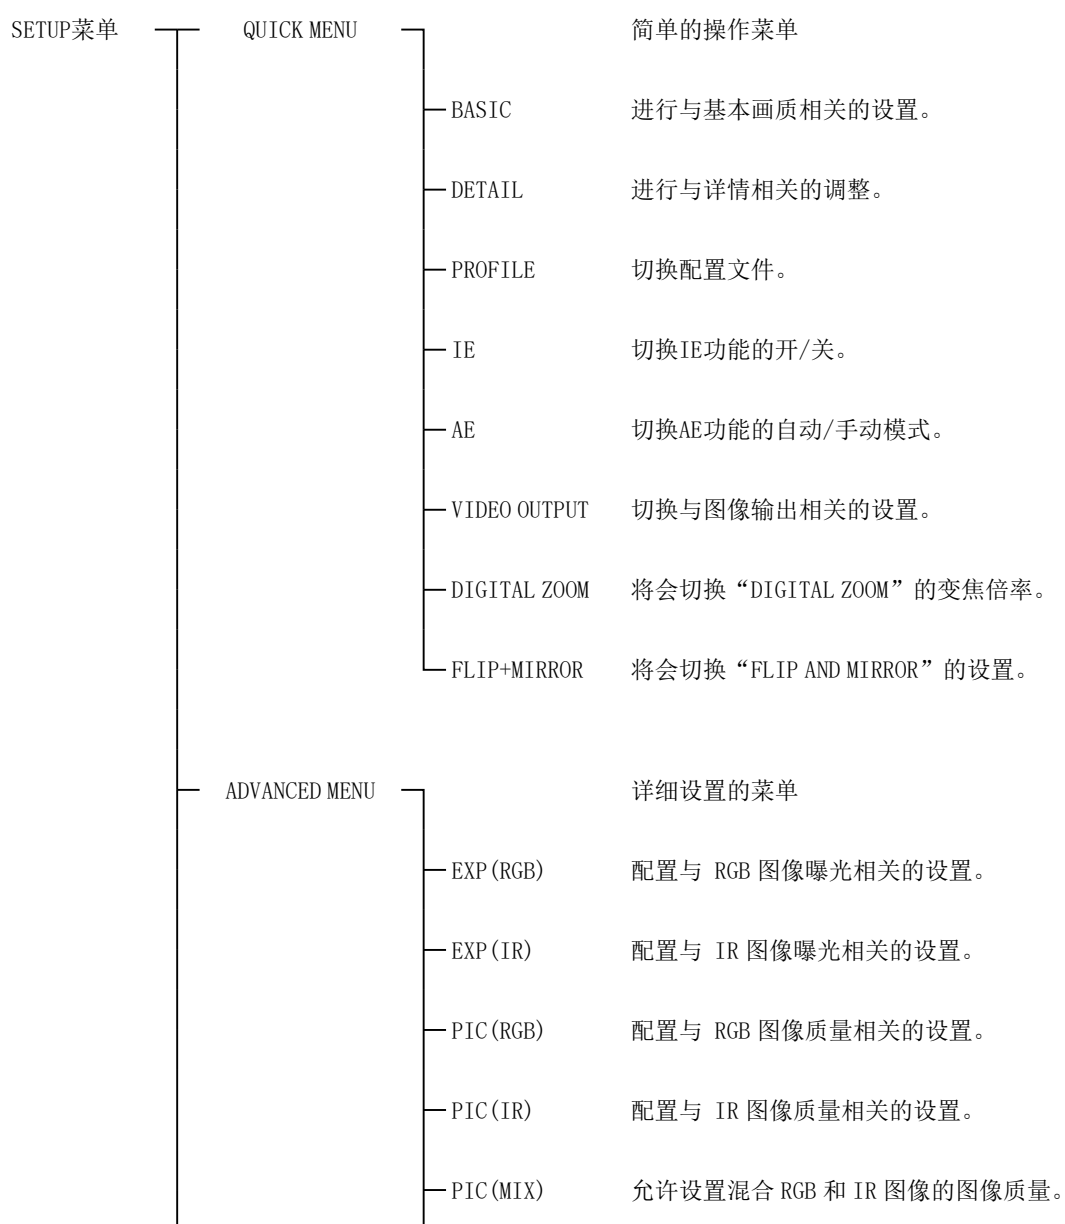 SETUP菜单 QUICK MENU 简单的操作菜单
BASIC 进行与基本画质相关的设置。
DETAIL 进行与详情相关的调整。
PROFILE 切换配置文件。
IE 切换IE功能的开/关。
AE 切换AE功能的自动/手动模式。
VIDEO OUTPUT 切换与图像输出相关的设置。
DIGITAL ZOOM 将会切换“DIGITAL ZOOM”的变焦倍率。
FLIP+MIRROR 将会切换“FLIP AND MIRROR”的设置。
ADVANCED MENU 详细设置的菜单
EXP(RGB) 配置与 RGB 图像曝光相关的设置。
EXP(IR) 配置与 IR 图像曝光相关的设置。
PIC(RGB) 配置与 RGB 图像质量相关的设置。
PIC(IR) 配置与 IR 图像质量相关的设置。
PIC(MIX) 允许设置混合 RGB 和 IR 图像的图像质量。